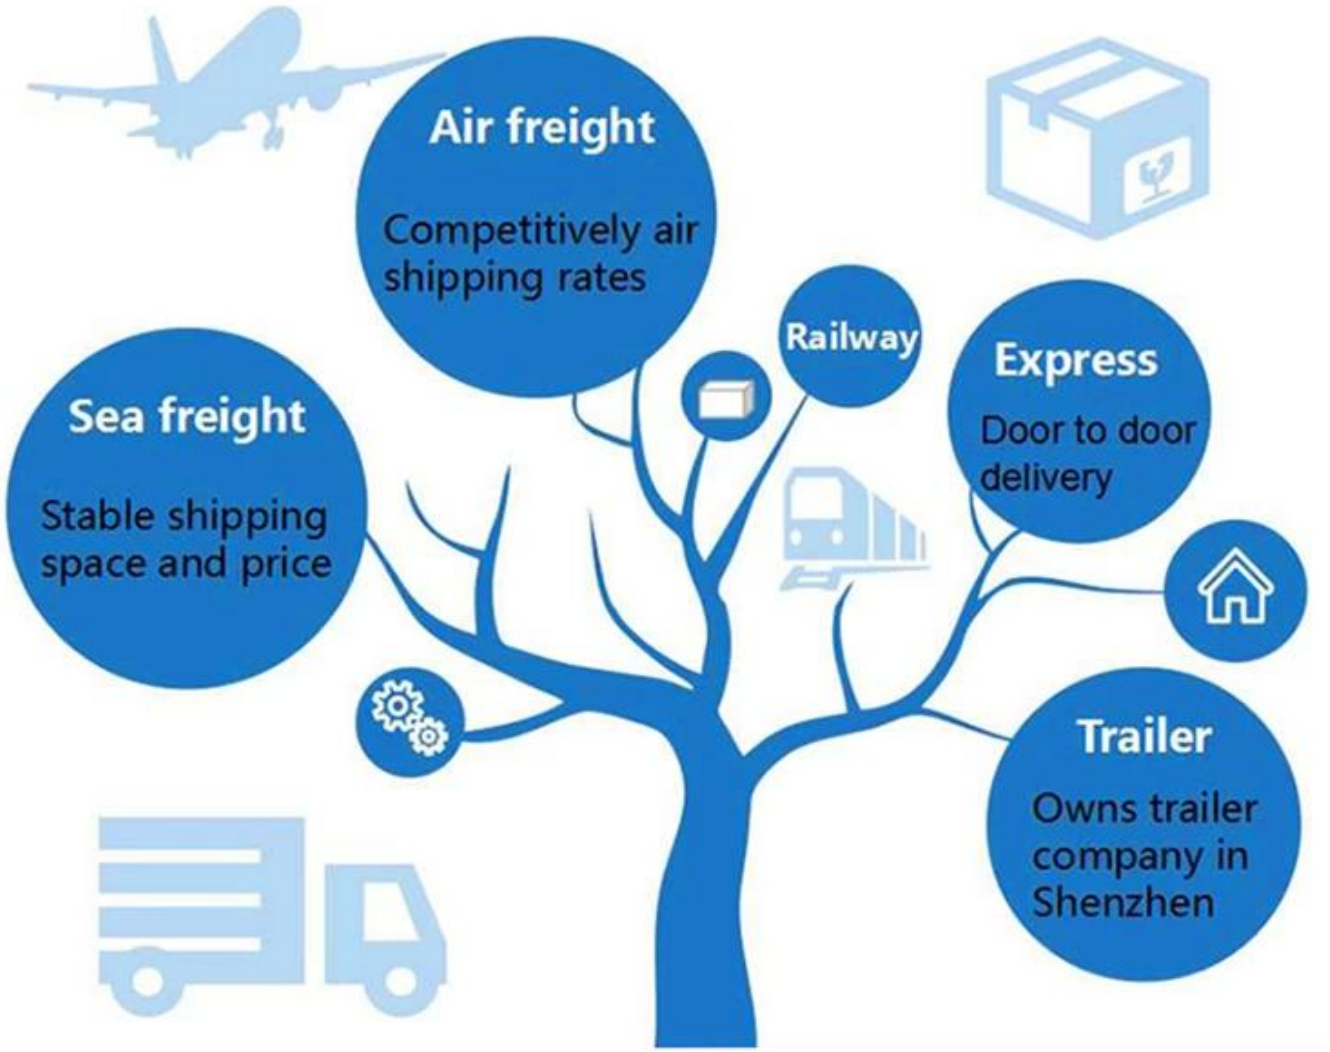 Air freight
Competitively air
shipping rates
Railway
Express
Door to door
delivery
Sea freight
Stable shipping
space and price
Trailer
Owns trailer
company in
Shenzhen